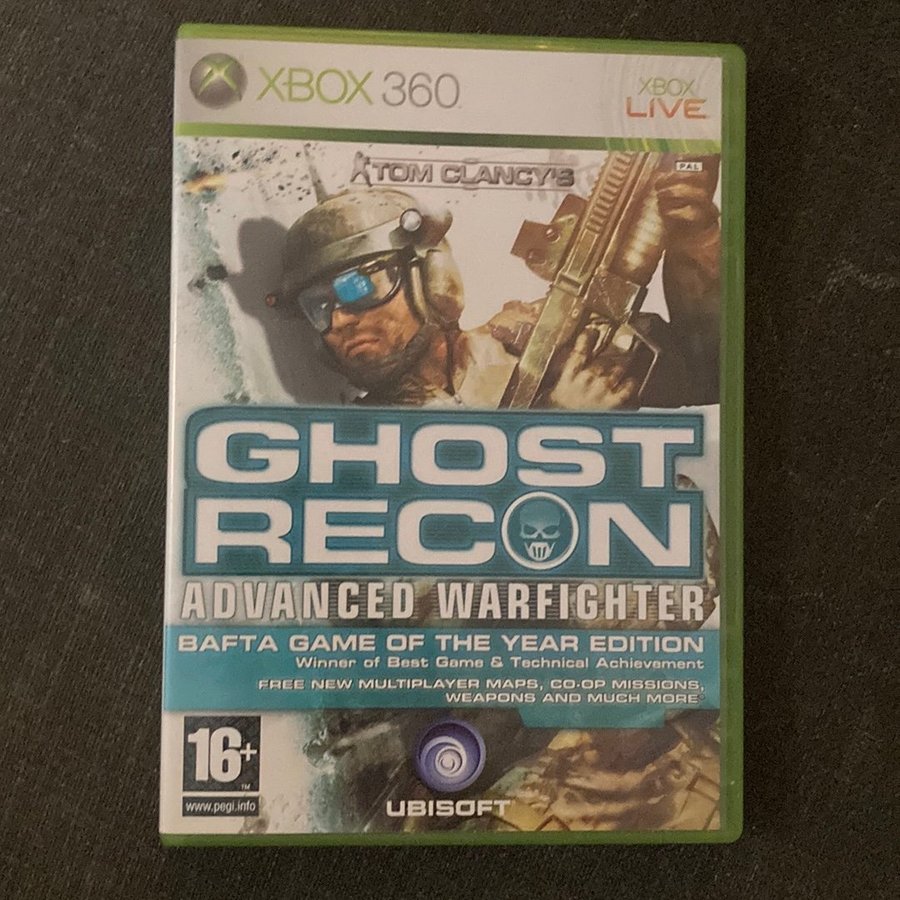 XBOX 360
XBOX
LIVE
PAL
TOM CLANCY'S
GHOST
RECON
ADVANCED WARFIGHTER
BAFTA GAME OF THE YEAR EDITION
Winner of Best Game & Technical Achievement
FREE NEW MULTIPLAYER MAPS, CO-OP MISSIONS,
WEAPONS AND MUCH MORE*
16+
TM
www.pegi.info
UBISOFT